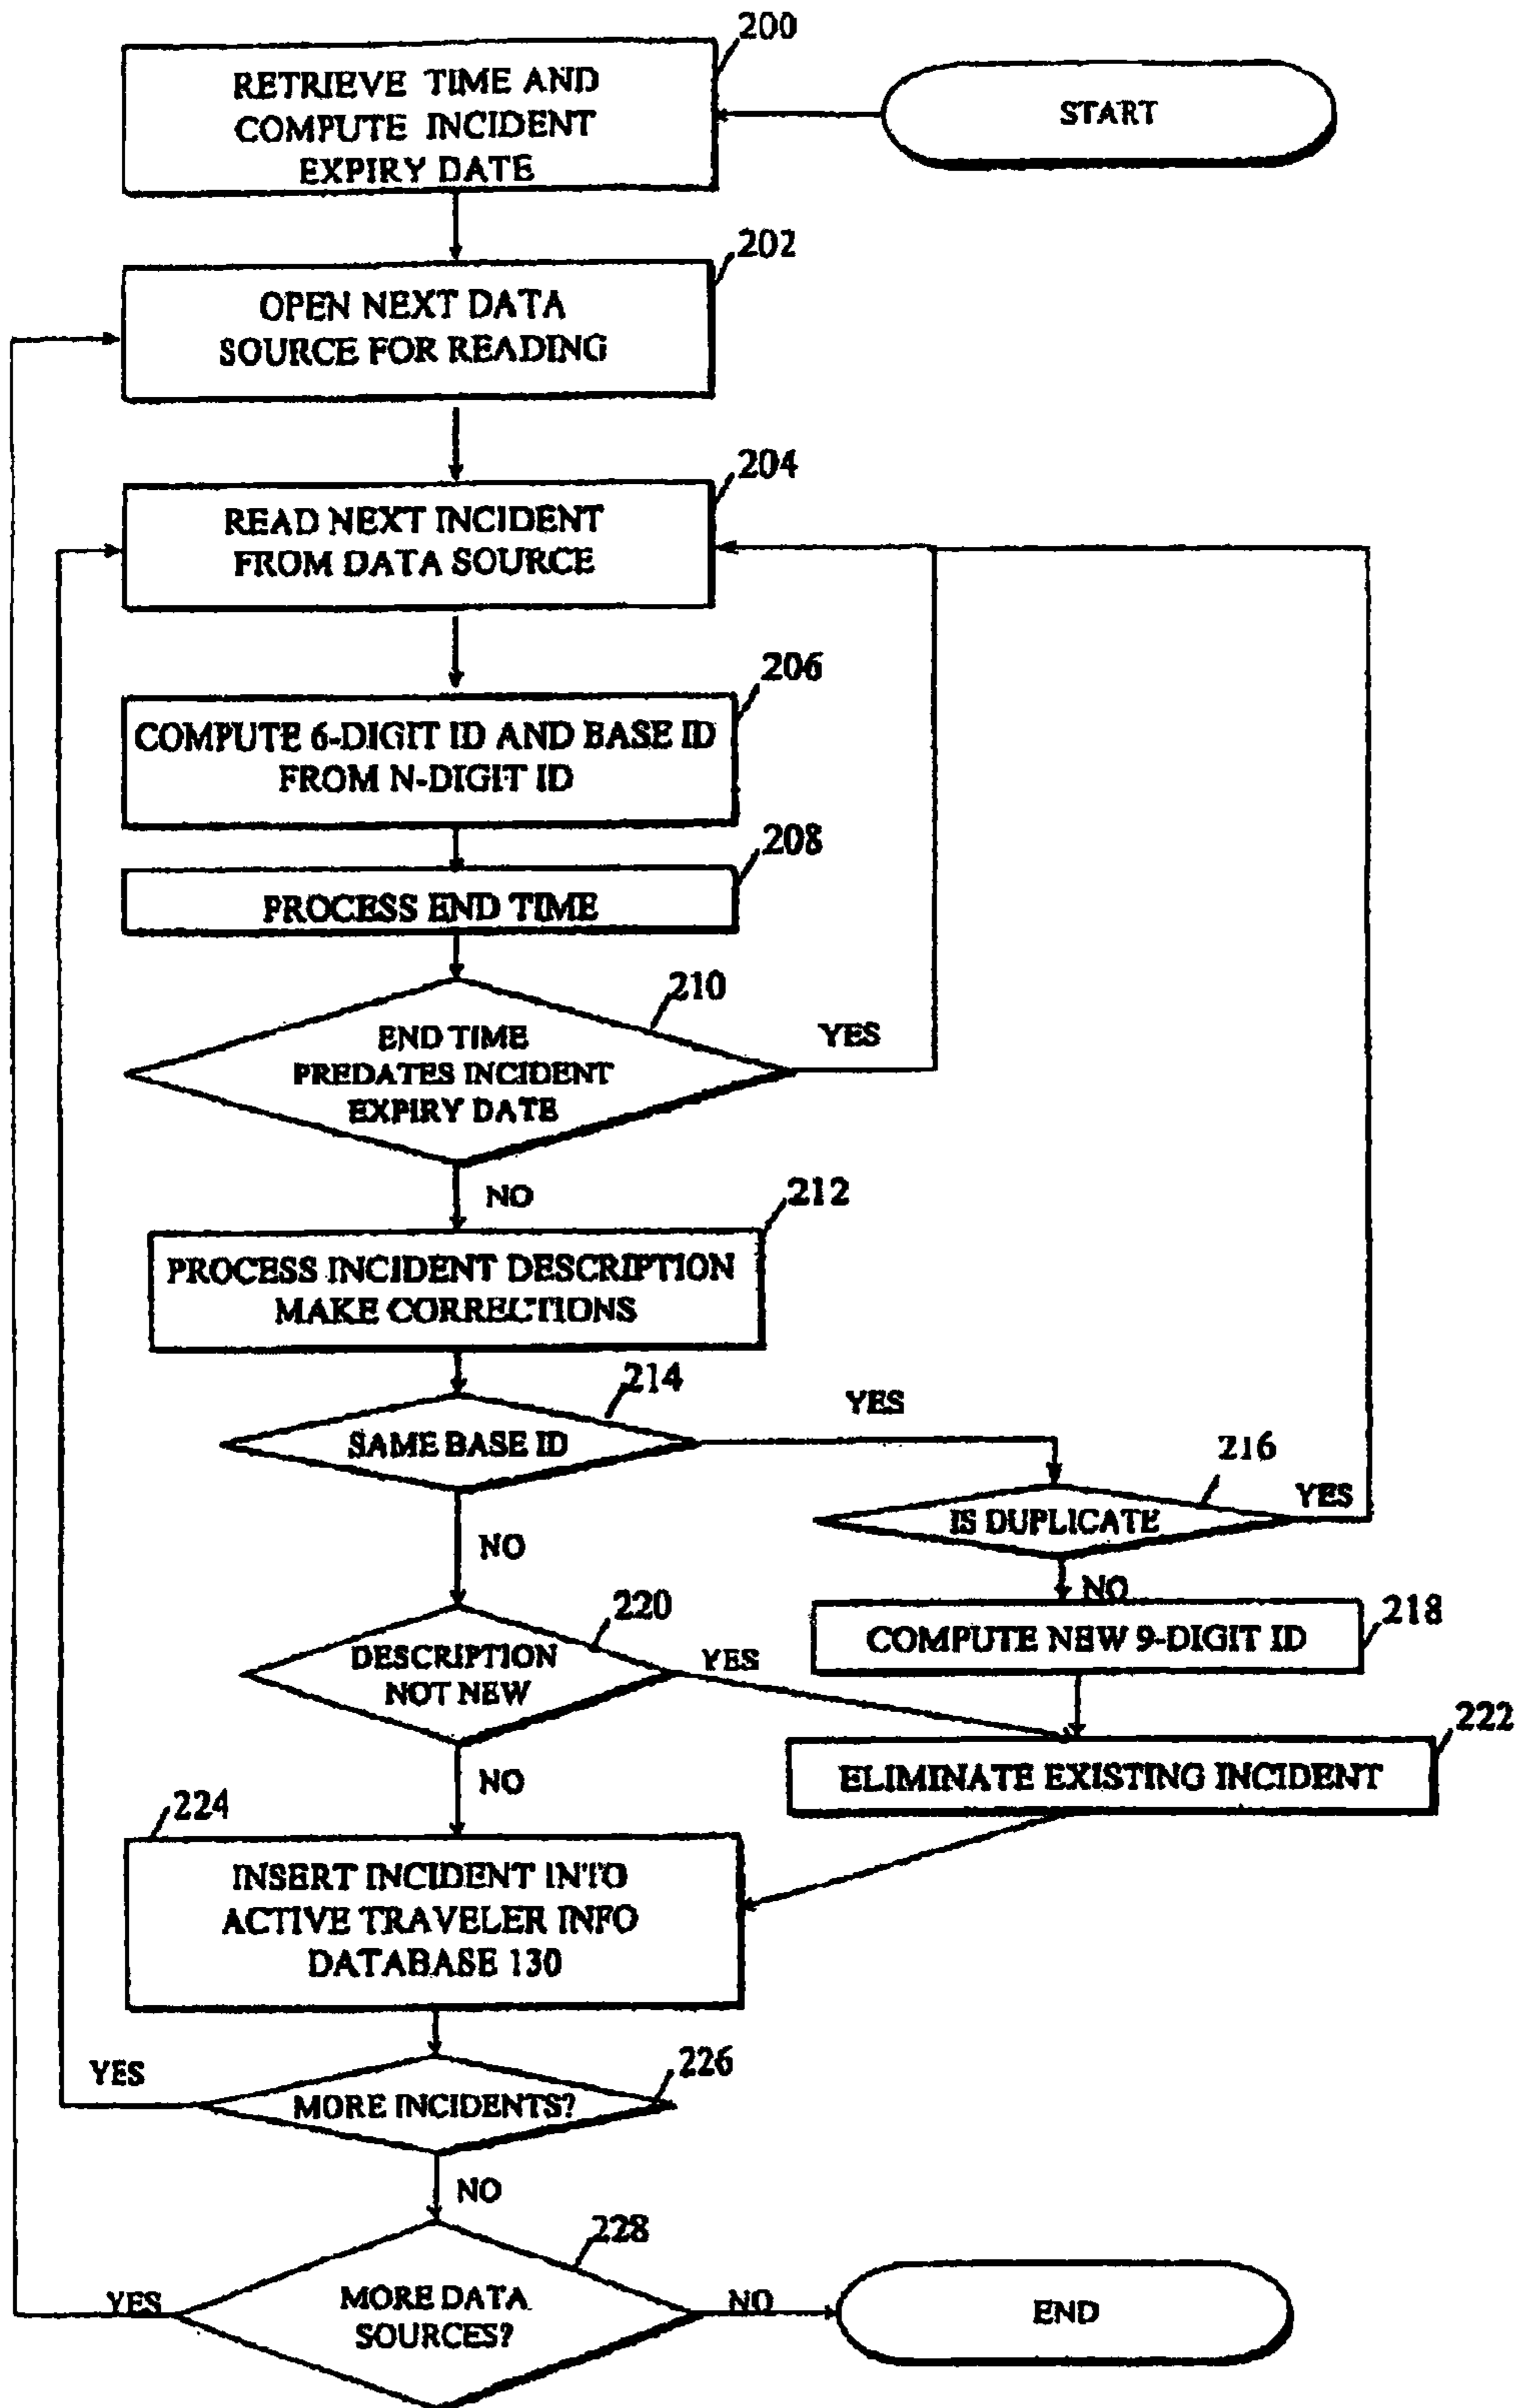 200
RETRIEVE TIME AND
COMPUTE INCIDENT
EXPIRY DATE
START
202
OPEN NEXT DATA
SOURCE FOR READING
204
READ NEXT INCIDENT
FROM DATA SOURCE
206
COMPUTE 6-DIGIT ID AND BASE ID
FROM N-DIGIT ID
208
PROCESS END TIME
210
END TIME
PREDATES INCIDENT
EXPIRY DATE
YES
NO
212
PROCESS INCIDENT DESCRIPTION
MAKE CORRECTIONS
214
SAME BASE ID
YES
216
IS DUPLICATE
YES
NO
NO
218
COMPUTE NEW 9-DIGIT ID
220
DESCRIPTION
NOT NEW
YES
222
ELIMINATE EXISTING INCIDENT
NO
224
INSERT INCIDENT INTO
ACTIVE TRAVELER INFO
DATABASE 130
226
MORE INCIDENTS?
YES
NO
228
MORE DATA
SOURCES?
YES
NO
END